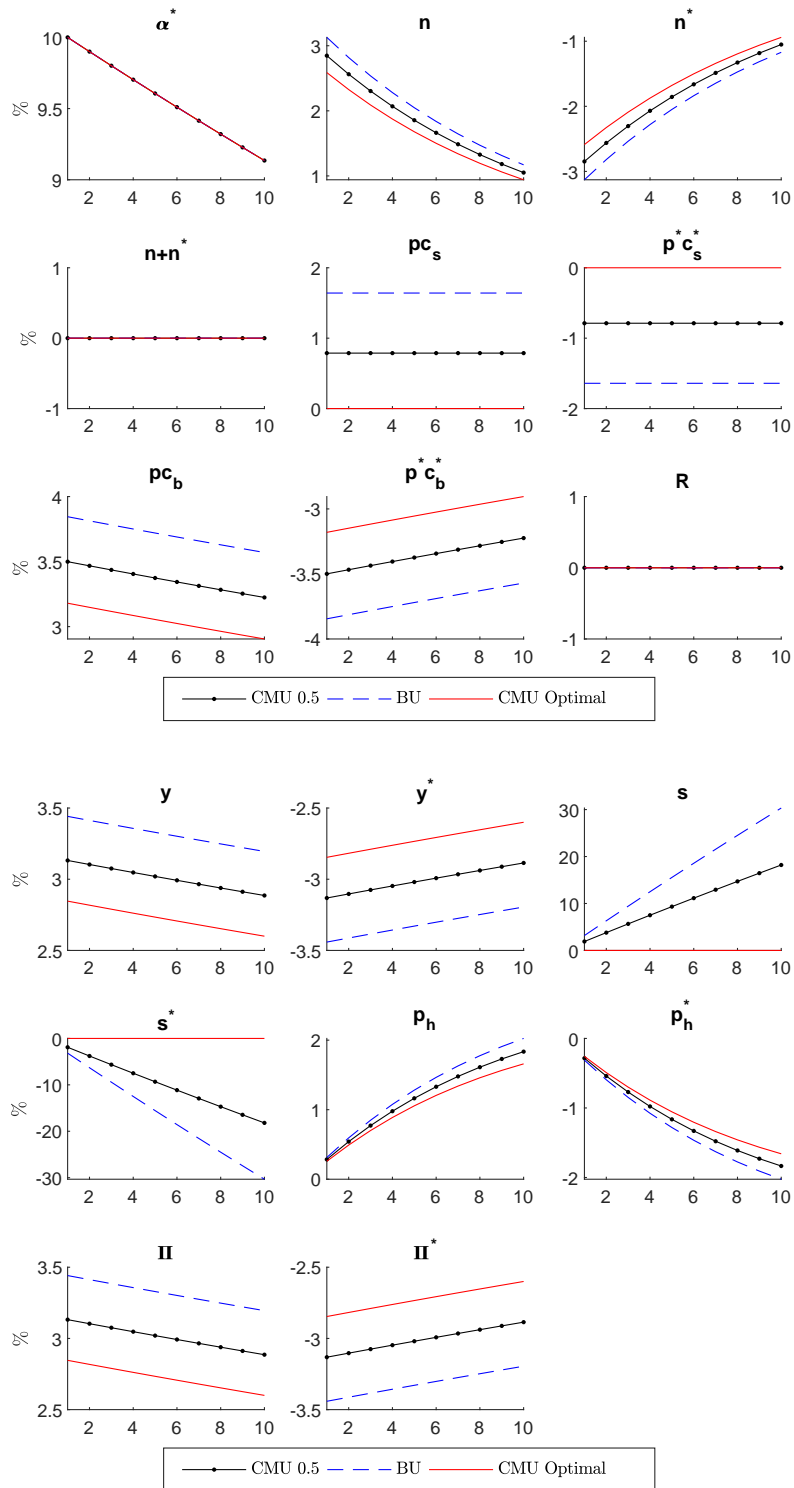 α* n n*
10 3 -1
% 9.5 2 -2
9 1 -3
2 4 6 8 10 2 4 6 8 10 2 4 6 8 10
n+n* pc_s p*c_s*
1 2 0
% 0 1 -1
-1 0 -2
2 4 6 8 10 2 4 6 8 10 2 4 6 8 10
pc_b p*c_b* R
4 -3 1
% 3.5 -3.5 0
3 -4 -1
2 4 6 8 10 2 4 6 8 10 2 4 6 8 10
CMU 0.5 BU CMU Optimal
y y* s
3.5 -2.5 30
% 3 -3 20
10
2.5 -3.5 0
2 4 6 8 10 2 4 6 8 10 2 4 6 8 10
s* p_h p_h*
0 2 0
% -10 1 -1
-20
-30 0 -2
2 4 6 8 10 2 4 6 8 10 2 4 6 8 10
Π Π*
3.5 -2.5
% 3 -3
2.5 -3.5
2 4 6 8 10 2 4 6 8 10
CMU 0.5 BU CMU Optimal